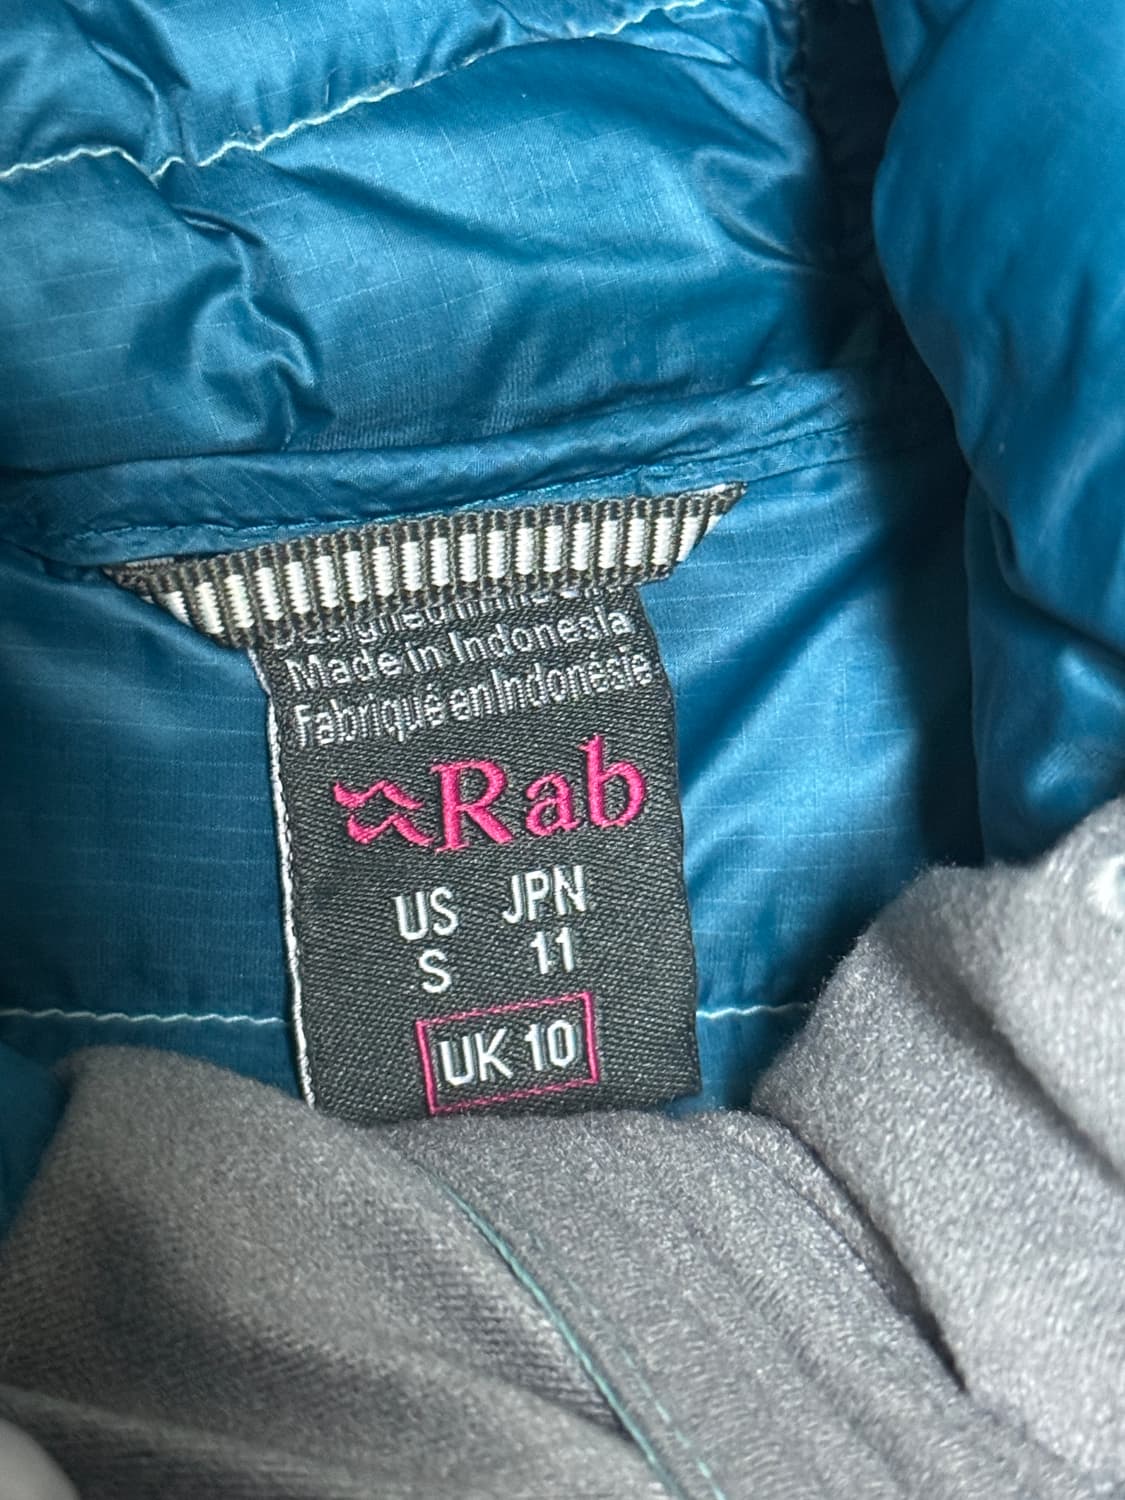 Made in Indonesia
Fabriqué en Indonésie
Rab
US JPN
S 11
UK 10